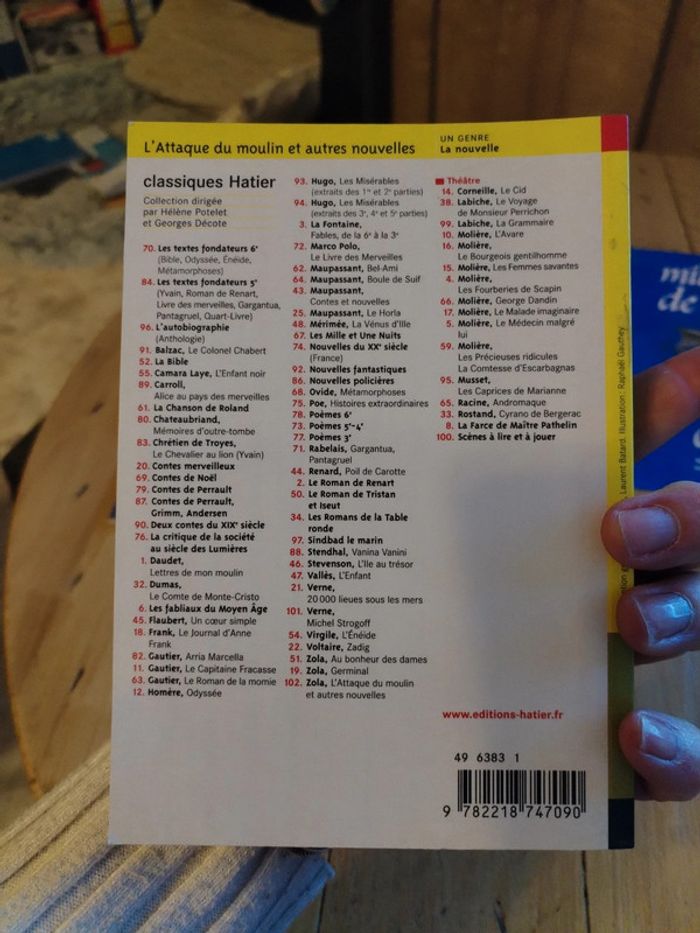 L'Attaque du moulin et autres nouvelles
UN GENRE
La nouvelle
classiques Hatier
Collection dirigée
par Hélène Potelet
et Georges Décote
70. Les textes fondateurs 6e
(Bible, Odyssée, Énéide,
Métamorphoses)
84. Les textes fondateurs 5e
(Yvain, Roman de Renart,
Livre des merveilles, Gargantua,
Pantagruel, Quart-Livre)
96. L'autobiographie
(Anthologie)
91. Balzac, Le Colonel Chabert
52. La Bible
55. Camara Laye, L'Enfant noir
89. Carroll,
Alice au pays des merveilles
61. La Chanson de Roland
80. Chateaubriand,
Mémoires d'outre-tombe
83. Chrétien de Troyes,
Le Chevalier au lion (Yvain)
20. Contes merveilleux
69. Contes de Noël
79. Contes de Perrault
87. Contes de Perrault,
Grimm, Andersen
90. Deux contes du XIXe siècle
76. La critique de la société
au siècle des Lumières
1. Daudet,
Lettres de mon moulin
32. Dumas,
Le Comte de Monte-Cristo
6. Les fabliaux du Moyen Âge
45. Flaubert, Un cœur simple
18. Frank, Le Journal d'Anne
Frank
82. Gautier, Arria Marcella
11. Gautier, Le Capitaine Fracasse
63. Gautier, Le Roman de la momie
12. Homère, Odyssée
93. Hugo, Les Misérables
(extraits des 1re et 2e parties)
94. Hugo, Les Misérables
(extraits des 3e, 4e et 5e parties)
3. La Fontaine,
Fables, de la 6e à la 3e
72. Marco Polo,
Le Livre des Merveilles
62. Maupassant, Bel-Ami
64. Maupassant, Boule de Suif
43. Maupassant,
Contes et nouvelles
25. Maupassant, Le Horla
48. Mérimée, La Vénus d'Ille
67. Les Mille et Une Nuits
74. Nouvelles du XXe siècle
(France)
92. Nouvelles fantastiques
86. Nouvelles policières
68. Ovide, Métamorphoses
75. Poe, Histoires extraordinaires
78. Poèmes 6e
73. Poèmes 5e-4e
77. Poèmes 3e
71. Rabelais, Gargantua,
Pantagruel
44. Renard, Poil de Carotte
2. Le Roman de Renart
50. Le Roman de Tristan
et Iseut
34. Les Romans de la Table
ronde
97. Sindbad le marin
88. Stendhal, Vanina Vanini
46. Stevenson, L'Ile au trésor
47. Vallès, L'Enfant
21. Verne,
20 000 lieues sous les mers
101. Verne,
Michel Strogoff
54. Virgile, L'Énéide
22. Voltaire, Zadig
51. Zola, Au bonheur des dames
19. Zola, Germinal
102. Zola, L'Attaque du moulin
et autres nouvelles
Théâtre
14. Corneille, Le Cid
38. Labiche, Le Voyage
de Monsieur Perrichon
99. Labiche, La Grammaire
10. Molière, L'Avare
16. Molière,
Le Bourgeois gentilhomme
15. Molière, Les Femmes savantes
4. Molière,
Les Fourberies de Scapin
66. Molière, George Dandin
17. Molière, Le Malade imaginaire
5. Molière, Le Médecin malgré
lui
59. Molière,
Les Précieuses ridicules
La Comtesse d'Escarbagnas
95. Musset,
Les Caprices de Marianne
65. Racine, Andromaque
33. Rostand, Cyrano de Bergerac
8. La Farce de Maître Pathelin
100. Scènes à lire et à jouer
Laurent Batard. Illustration : Raphaël Gauthey
www.editions-hatier.fr
49 6383 1
9 782218 747090
de